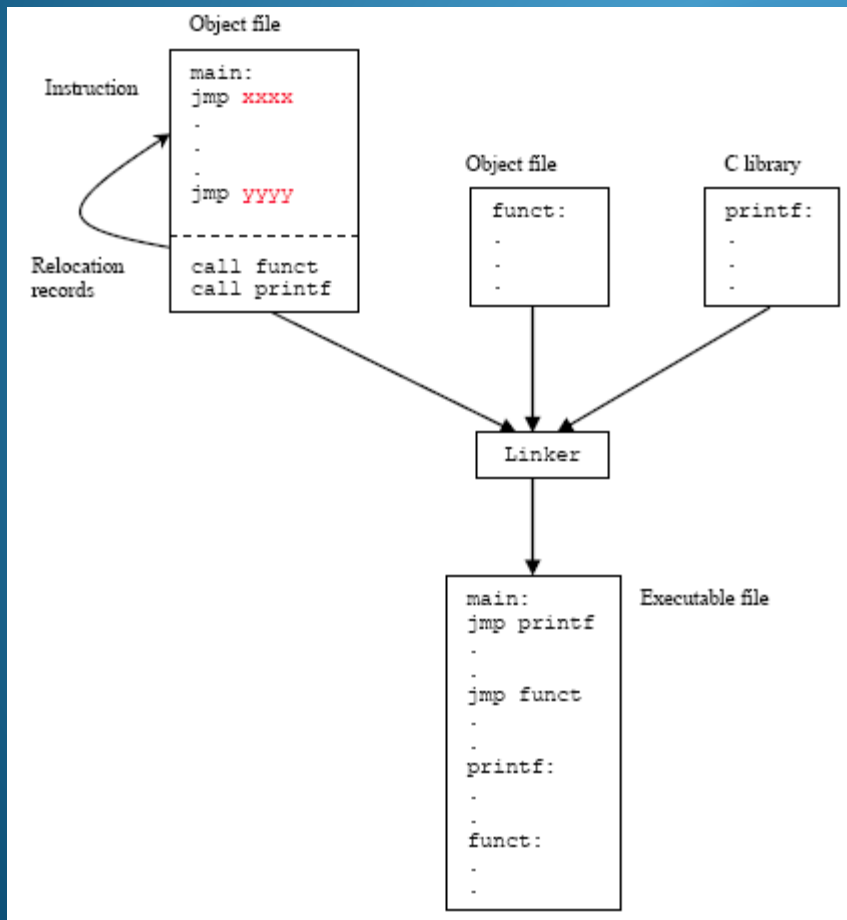 Object file
Instruction
main:
jmp xxxx
.
.
.
jmp yyyy
Relocation
records
call funct
call printf
Object file
funct:
.
.
.
C library
printf:
.
.
.
Linker
Executable file
main:
jmp printf
.
.
jmp funct
.
.
printf:
.
.
funct:
.
.